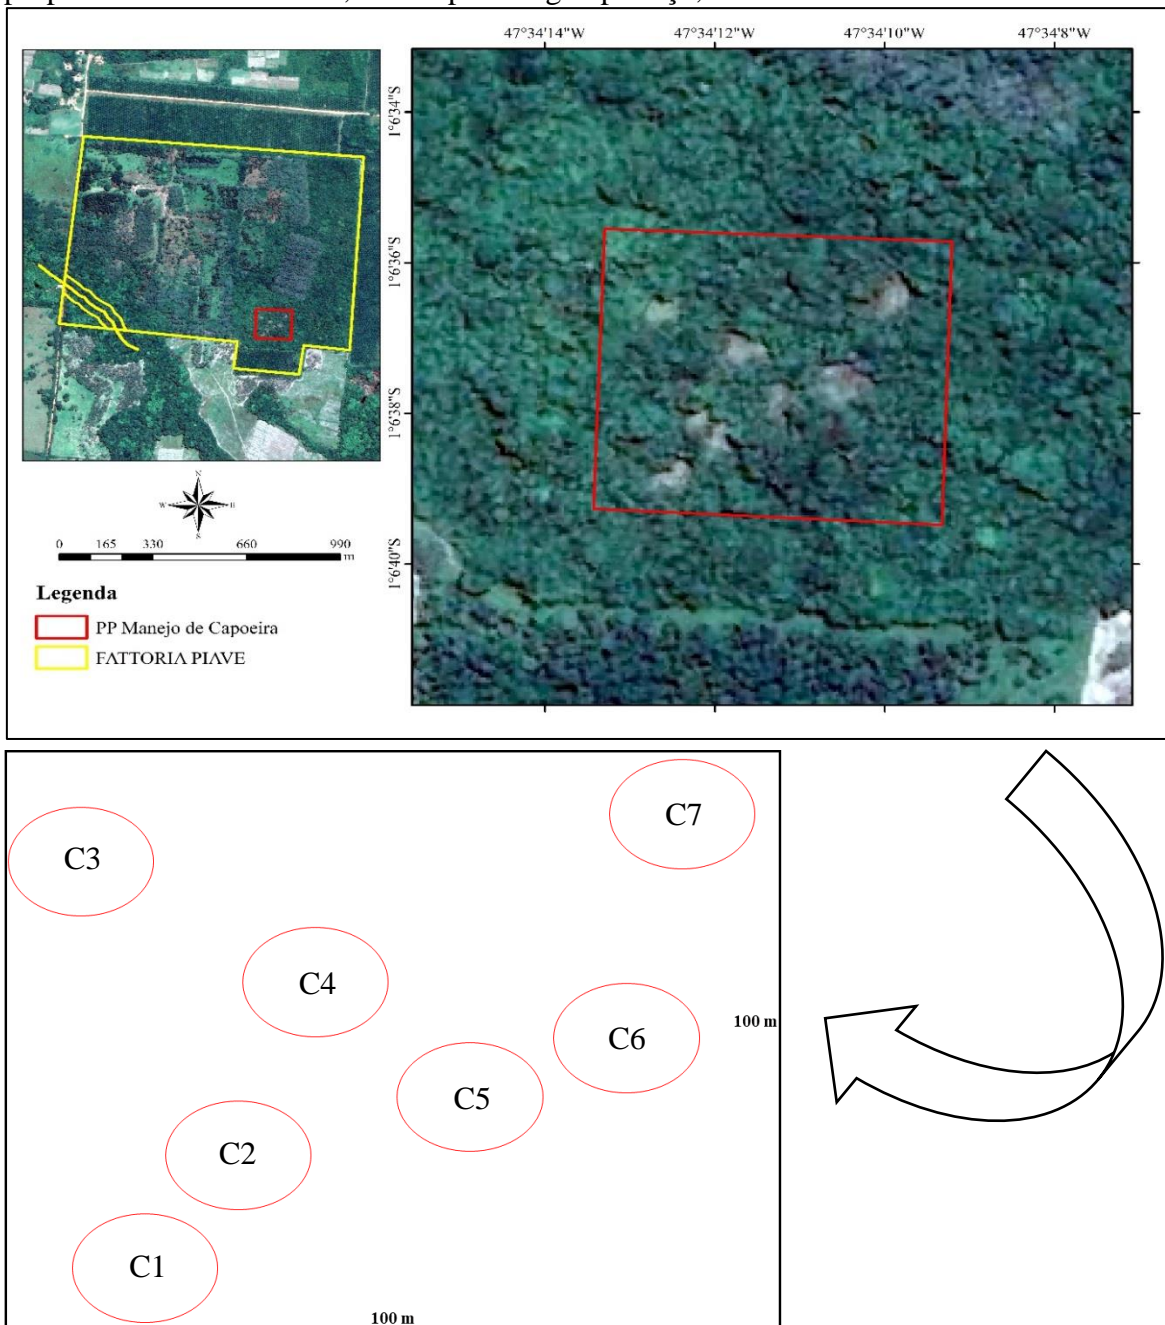 47°34'14"W 47°34'12"W 47°34'10"W 47°34'8"W
1°6'34"S
1°6'36"S
1°6'38"S
1°6'40"S
N
W E
S
0 165 330 660 990
m
Legenda
PP Manejo de Capoeira
FATTORIA PIAVE
C7
C3
C4
100 m
C6
C5
C2
C1
100 m